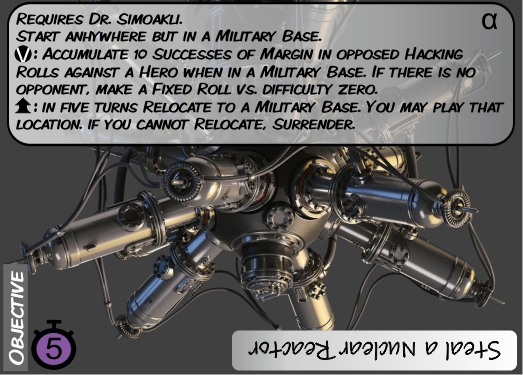 REQUIRES DR. SIMOAKLI. α
START ANHYWHERE BUT IN A MILITARY BASE.
: ACCUMULATE 10 SUCCESSES OF MARGIN IN OPPOSED HACKING
ROLLS AGAINST A HERO WHEN IN A MILITARY BASE. IF THERE IS NO
OPPONENT, MAKE A FIXED ROLL VS. DIFFICULTY ZERO.
: IN FIVE TURNS RELOCATE TO A MILITARY BASE. YOU MAY PLAY THAT
LOCATION. IF YOU CANNOT RELOCATE, SURRENDER.
OBJECTIVE
5
Steal a Nuclear Reactor